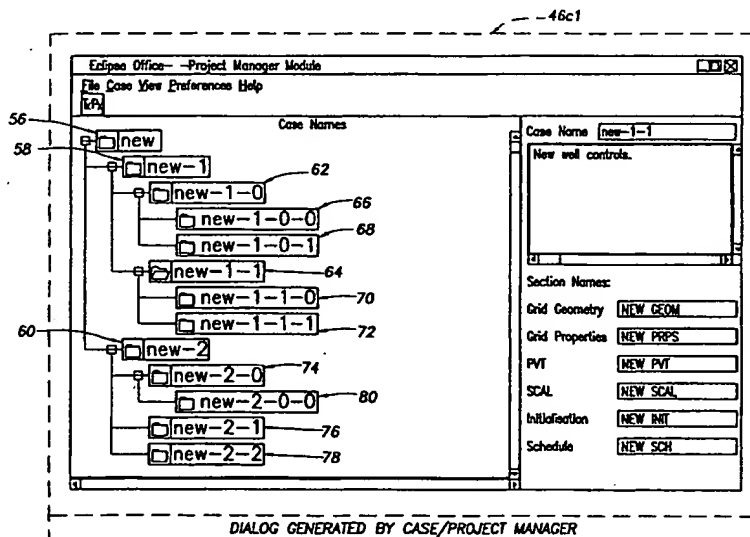 46c1
Eclipse Office- -Project Manager Module
File Case View Preferences Help
Case Names
56 new
58 new-1
62
new-1-0
66
new-1-0-0
68
new-1-0-1
new-1-1 64
new-1-1-0 70
new-1-1-1 72
60 new-2
74
new-2-0
new-2-0-0 80
new-2-1 76
new-2-2 78
Case Name new-1-1
New well controls.
Section Names:
Grid Geometry NEW GEOM
Grid Properties NEW PRPS
PVT NEW PVT
SCAL NEW SCAL
Initialisation NEW INIT
Schedule NEW SCH
DIALOG GENERATED BY CASE/PROJECT MANAGER